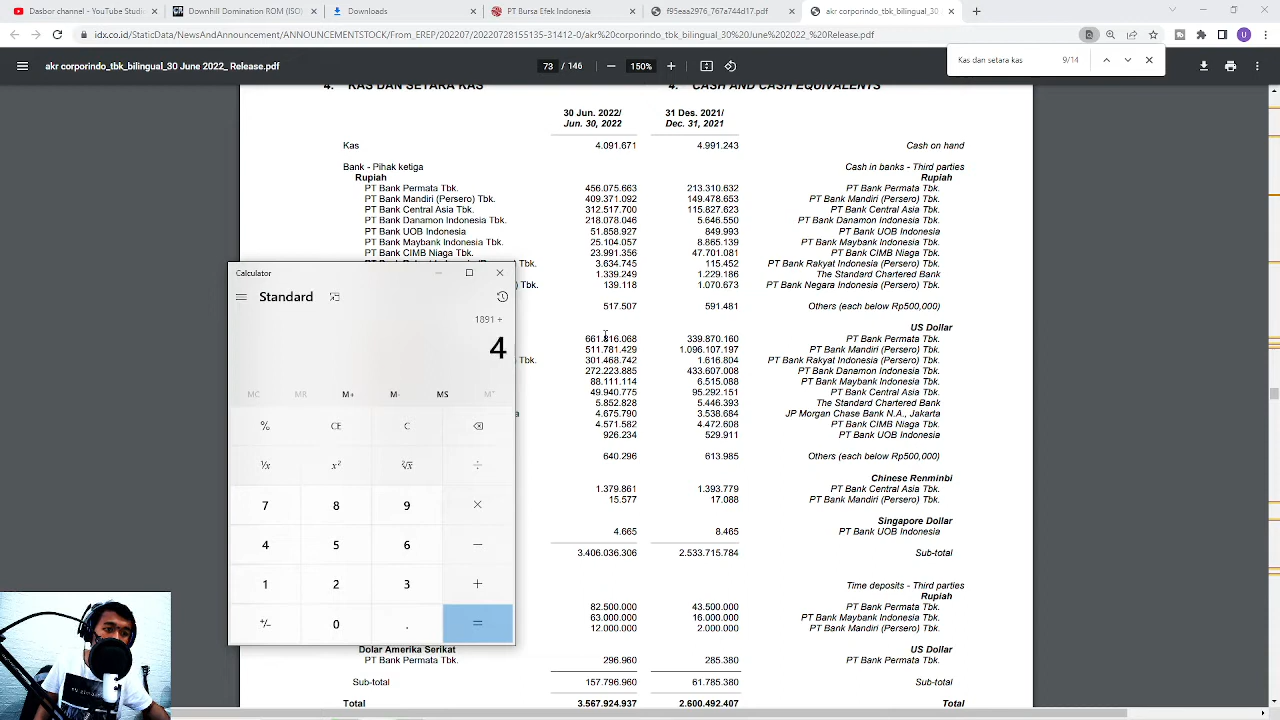 Dashboard channel - YouTube Studio
Downhill Domination ROM (ISO)
Downloads
PT Bursa Efek Indonesia
f95eaa2976_767a744d17.pdf
akr corporindo_tbk_bilingual_30
idx.co.id/StaticData/NewsAndAnnouncement/ANNOUNCEMENTSTOCK/From_EREP/202207/20220728155135-31412-0/akr%20corporindo_tbk_bilingual_30%20June%202022_%20Release.pdf
U
akr corporindo_tbk_bilingual_30 June 2022_ Release.pdf
73 / 146
150%
Kas dan setara kas 9/14
4. KAS DAN SETARA KAS 4. CASH AND CASH EQUIVALENTS
30 Jun. 2022/ 31 Des. 2021/
Jun. 30, 2022 Dec. 31, 2021
Kas 4.091.671 4.991.243 Cash on hand
Bank - Pihak ketiga Cash in banks - Third parties
Rupiah Rupiah
PT Bank Permata Tbk. 456.075.663 213.310.632 PT Bank Permata Tbk.
PT Bank Mandiri (Persero) Tbk. 409.371.092 149.478.653 PT Bank Mandiri (Persero) Tbk.
PT Bank Central Asia Tbk. 312.517.700 115.827.623 PT Bank Central Asia Tbk.
PT Bank Danamon Indonesia Tbk. 218.078.046 5.646.550 PT Bank Danamon Indonesia Tbk.
PT Bank UOB Indonesia 51.858.927 849.993 PT Bank UOB Indonesia
PT Bank Maybank Indonesia Tbk. 25.104.057 8.865.139 PT Bank Maybank Indonesia Tbk.
PT Bank CIMB Niaga Tbk. 23.991.356 47.701.081 PT Bank CIMB Niaga Tbk.
Tbk. 3.634.745 115.452 PT Bank Rakyat Indonesia (Persero) Tbk.
1.339.249 1.229.186 The Standard Chartered Bank
Tbk. 139.118 1.070.673 PT Bank Negara Indonesia (Persero) Tbk.
517.507 591.481 Others (each below Rp500,000)
US Dollar
661.816.068 339.870.160 PT Bank Permata Tbk.
511.781.429 1.096.107.197 PT Bank Mandiri (Persero) Tbk.
Tbk. 301.468.742 1.616.804 PT Bank Rakyat Indonesia (Persero) Tbk.
272.223.885 433.607.008 PT Bank Danamon Indonesia Tbk.
88.111.114 6.515.088 PT Bank Maybank Indonesia Tbk.
49.940.775 95.292.151 PT Bank Central Asia Tbk.
5.852.828 5.446.393 The Standard Chartered Bank
a 4.675.790 3.538.684 JP Morgan Chase Bank N.A., Jakarta
4.571.582 4.472.608 PT Bank CIMB Niaga Tbk.
926.234 529.911 PT Bank UOB Indonesia
640.296 613.985 Others (each below Rp500,000)
Chinese Renminbi
1.379.861 1.393.779 PT Bank Central Asia Tbk.
15.577 17.088 PT Bank Mandiri (Persero) Tbk.
Singapore Dollar
4.665 8.465 PT Bank UOB Indonesia
3.406.036.306 2.533.715.784 Sub-total
Time deposits - Third parties
Rupiah
82.500.000 43.500.000 PT Bank Permata Tbk.
63.000.000 16.000.000 PT Bank Maybank Indonesia Tbk.
12.000.000 2.000.000 PT Bank Mandiri (Persero) Tbk.
Dolar Amerika Serikat US Dollar
PT Bank Permata Tbk. 296.960 285.380 PT Bank Permata Tbk.
Sub-total 157.796.960 61.785.380 Sub-total
Total 3.567.924.937 2.600.492.407 Total
Calculator
Standard
1891 +
4
MC MR M+ M- MS M˅
% CE C
¹/x x² ²√x ÷
7 8 9 ×
4 5 6 −
1 2 3 +
+/- 0 . =